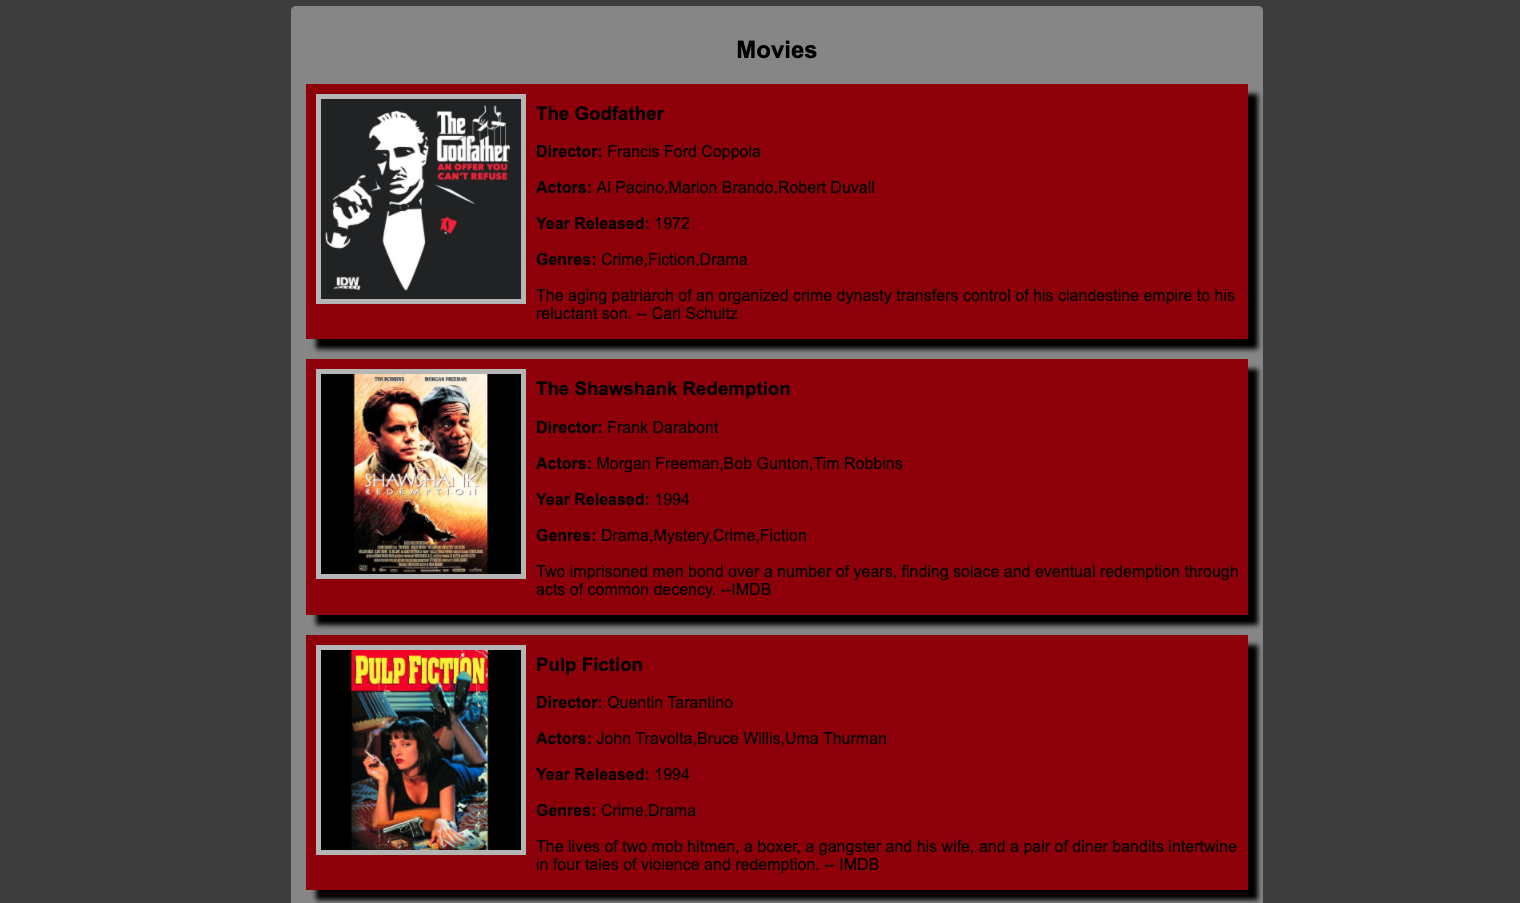 Movies
The Godfather
AN OFFER YOU
CAN'T REFUSE
IDW
The Godfather
Director: Francis Ford Coppola
Actors: Al Pacino,Marlon Brando,Robert Duvall
Year Released: 1972
Genres: Crime,Fiction,Drama
The aging patriarch of an organized crime dynasty transfers control of his clandestine empire to his
reluctant son. -- Carl Schultz
TIM ROBBINS MORGAN FREEMAN
SHAWSHANK
REDEMPTION
The Shawshank Redemption
Director: Frank Darabont
Actors: Morgan Freeman,Bob Gunton,Tim Robbins
Year Released: 1994
Genres: Drama,Mystery,Crime,Fiction
Two imprisoned men bond over a number of years, finding solace and eventual redemption through
acts of common decency. --IMDB
PULP FICTION
Pulp Fiction
Director: Quentin Tarantino
Actors: John Travolta,Bruce Willis,Uma Thurman
Year Released: 1994
Genres: Crime,Drama
The lives of two mob hitmen, a boxer, a gangster and his wife, and a pair of diner bandits intertwine
in four tales of violence and redemption. -- IMDB